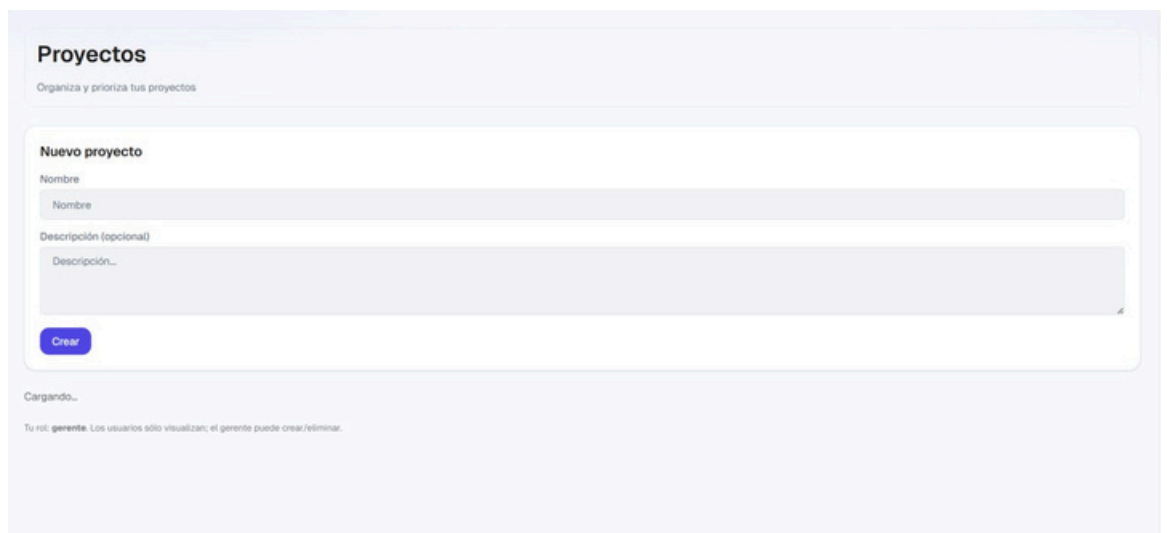 Proyectos
Organiza y prioriza tus proyectos
Nuevo proyecto
Nombre
Nombre
Descripción (opcional)
Descripción...
Crear
Cargando...
Tu rol: gerente. Los usuarios sólo visualizan; el gerente puede crear/eliminar.